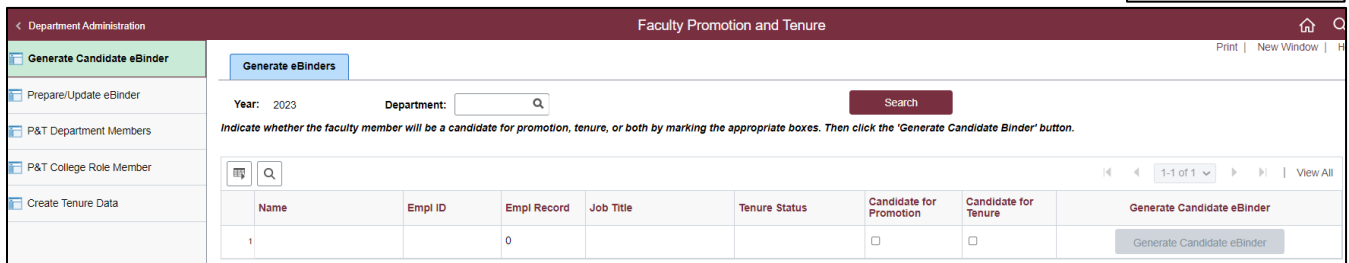 < Department Administration
Faculty Promotion and Tenure
Print | New Window | H
Generate Candidate eBinder
Generate eBinders
Prepare/Update eBinder
Year: 2023 Department: Search
P&T Department Members
Indicate whether the faculty member will be a candidate for promotion, tenure, or both by marking the appropriate boxes. Then click the 'Generate Candidate Binder' button.
P&T College Role Member
1-1 of 1 | View All
Create Tenure Data
Name Empl ID Empl Record Job Title Tenure Status Candidate for Promotion Candidate for Tenure Generate Candidate eBinder
1 0 Generate Candidate eBinder